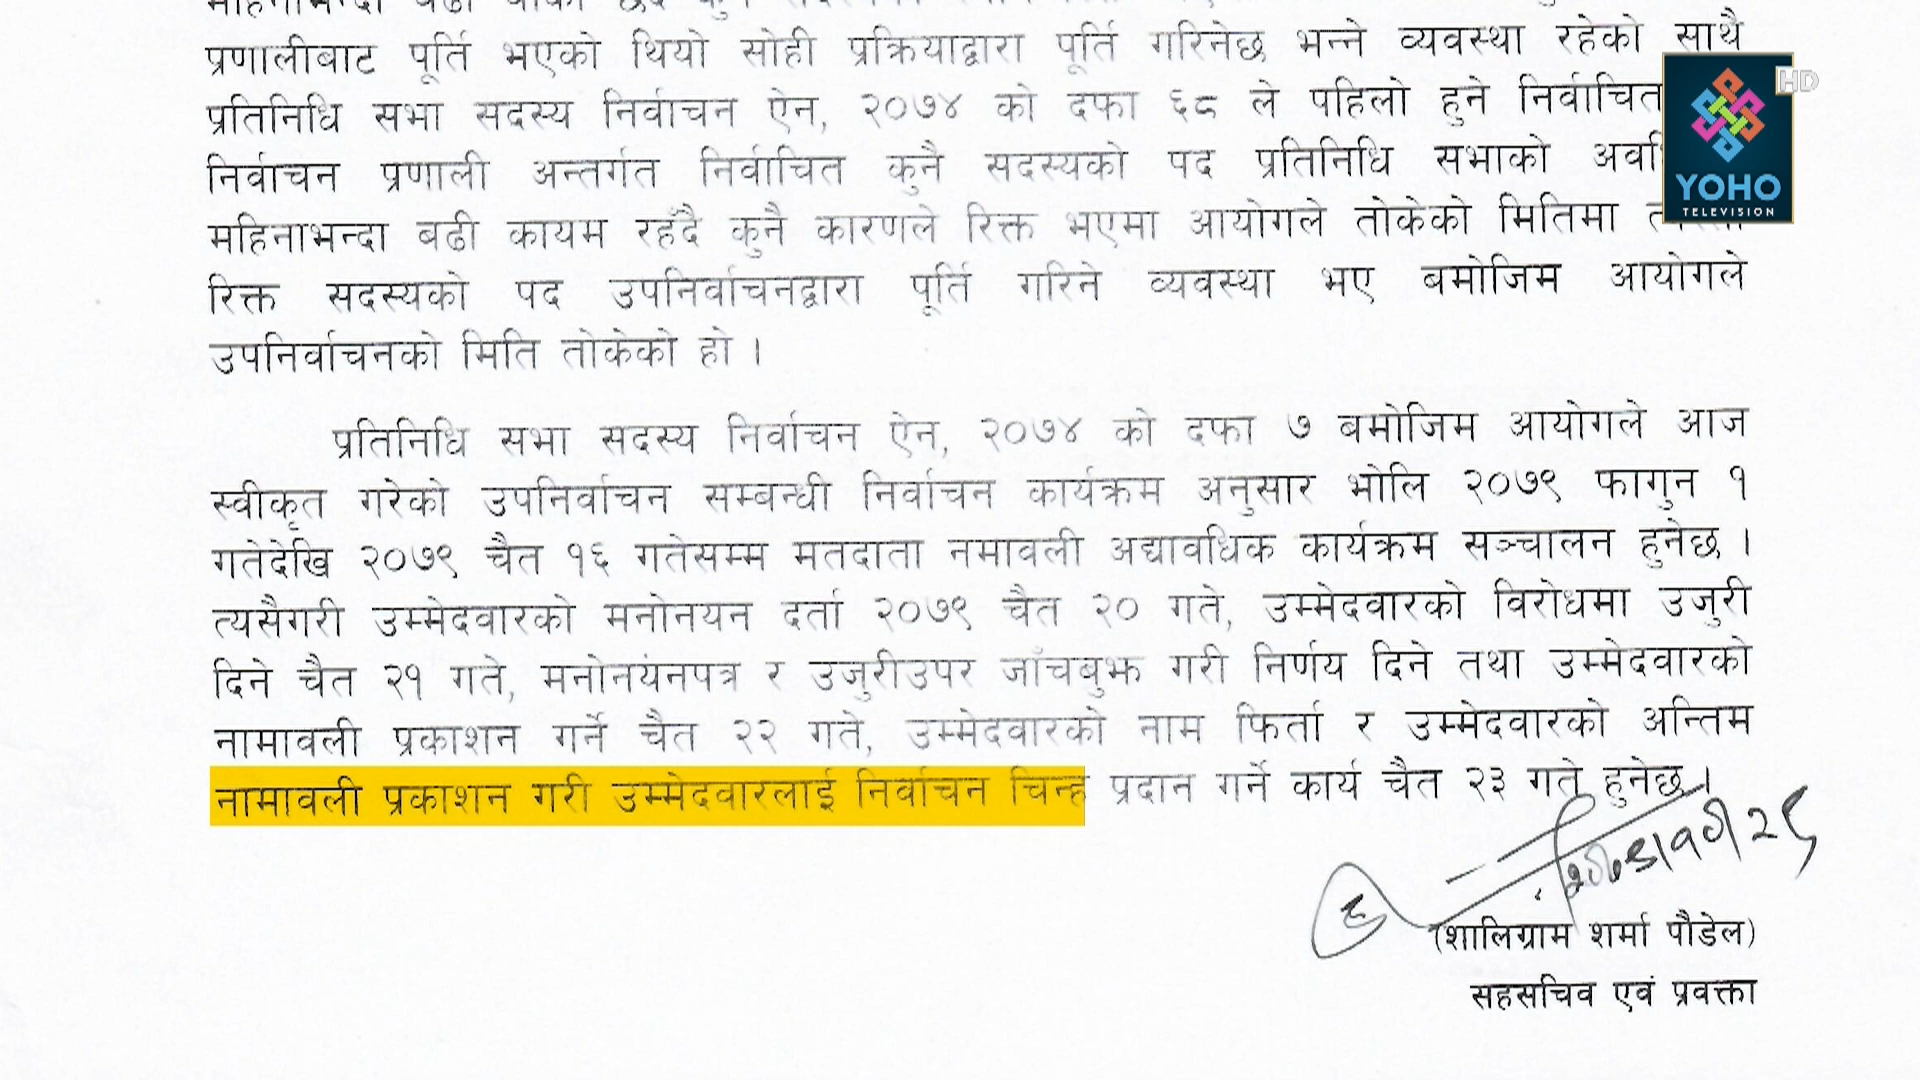 प्रणालीबाट पूर्ति भएको थियो सोही प्रक्रियाद्वारा पूर्ति गरिनेछ भन्ने व्यवस्था रहेको साथै
प्रतिनिधि सभा सदस्य निर्वाचन ऐन, २०७४ को दफा ६८ ले पहिलो हुने निर्वाचित
निर्वाचन प्रणाली अन्तर्गत निर्वाचित कुनै सदस्यको पद प्रतिनिधि सभाको
महिनाभन्दा बढी कायम रहँदै कुनै कारणले रिक्त भएमा आयोगले तोकेको मितिमा
रिक्त सदस्यको पद उपनिर्वाचनद्वारा पूर्ति गरिने व्यवस्था भए बमोजिम आयोगले
उपनिर्वाचनको मिति तोकेको हो ।
प्रतिनिधि सभा सदस्य निर्वाचन ऐन, २०७४ को दफा ७ बमोजिम आयोगले आज
स्वीकृत गरेको उपनिर्वाचन सम्बन्धी निर्वाचन कार्यक्रम अनुसार भोलि २०७९ फागुन १
गतेदेखि २०७९ चैत १६ गतेसम्म मतदाता नमावली अद्यावधिक कार्यक्रम सञ्चालन हुनेछ ।
त्यसैगरी उम्मेदवारको मनोनयन दर्ता २०७९ चैत २० गते, उम्मेदवारको विरोधमा उजुरी
दिने चैत २१ गते, मनोनयंनपत्र र उजुरीउपर जाँचबुझ गरी निर्णय दिने तथा उम्मेदवारको
नामावली प्रकाशन गर्ने चैत २२ गते, उम्मेदवारको नाम फिर्ता र उम्मेदवारको अन्तिम
नामावली प्रकाशन गरी उम्मेदवारलाई निर्वाचन चिन्ह प्रदान गर्ने कार्य चैत २३ गते हुनेछ ।
(शालिग्राम शर्मा पौडेल)
सहसचिव एवं प्रवक्ता
HD
YOHO
TELEVISION